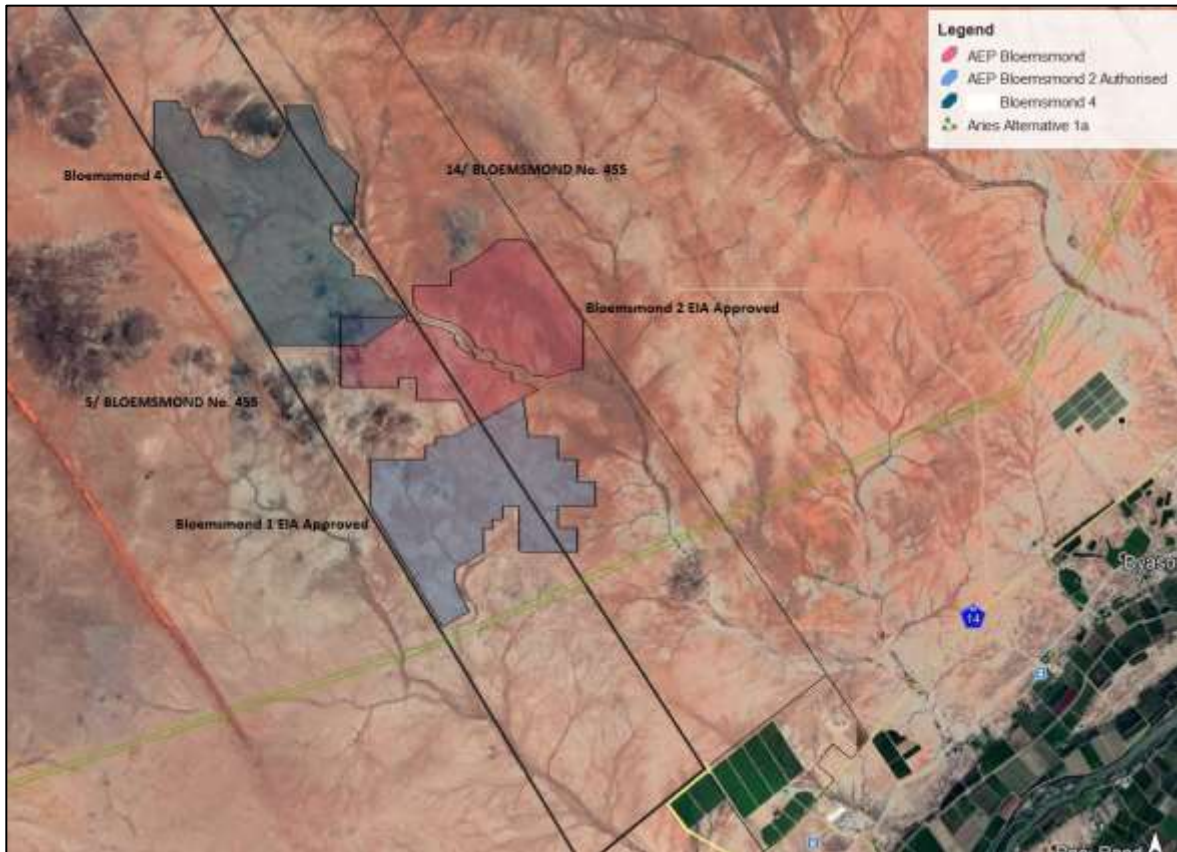 Legend
AEP Bloemsmond
AEP Bloemsmond 2 Authorised
Bloemsmond 4
Aries Alternative 1a
Bloemsmond 4
14/ BLOEMSMOND No. 455
Bloemsmond 2 EIA Approved
5/ BLOEMSMOND No. 455
Bloemsmond 1 EIA Approved
14